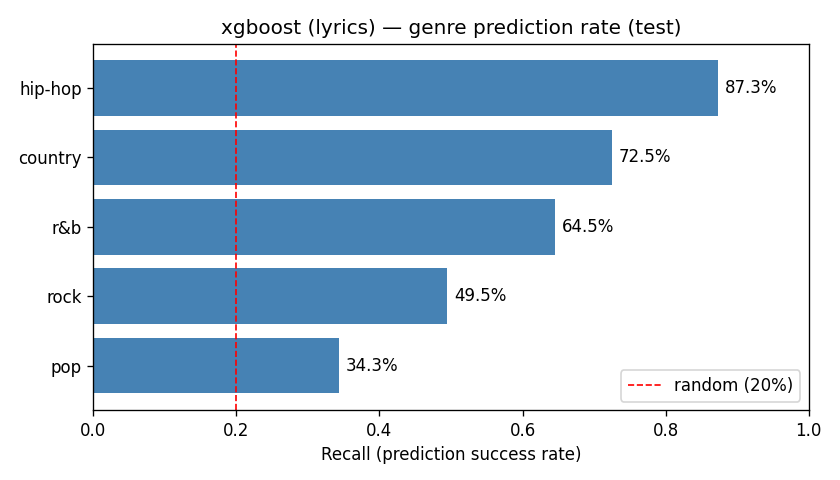 xgboost (lyrics) — genre prediction rate (test)
hip-hop 87.3%
country 72.5%
r&b 64.5%
rock 49.5%
pop 34.3%
random (20%)
0.0 0.2 0.4 0.6 0.8 1.0
Recall (prediction success rate)